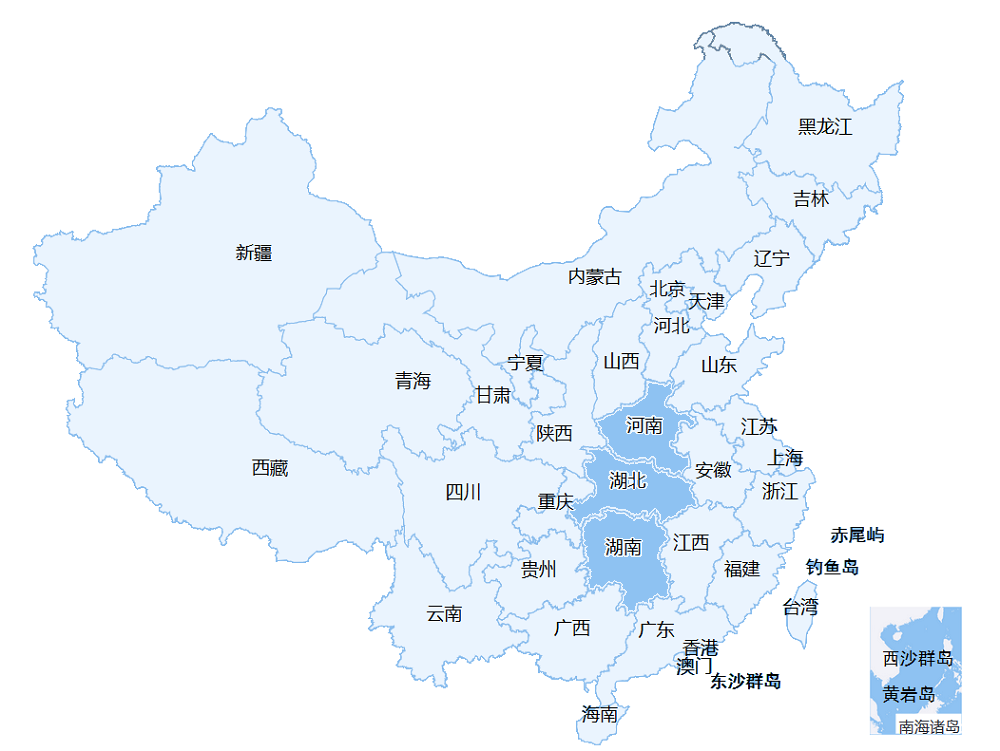 黑龙江
吉林
新疆
辽宁
内蒙古
北京
天津
河北
宁夏
山西
山东
青海
甘肃
河南
江苏
陕西
上海
西藏
安徽
湖北
四川
浙江
重庆
赤尾屿
江西
湖南
钓鱼岛
贵州
福建
台湾
云南
广西
广东
香港
西沙群岛
澳门
东沙群岛
黄岩岛
海南
南海诸岛